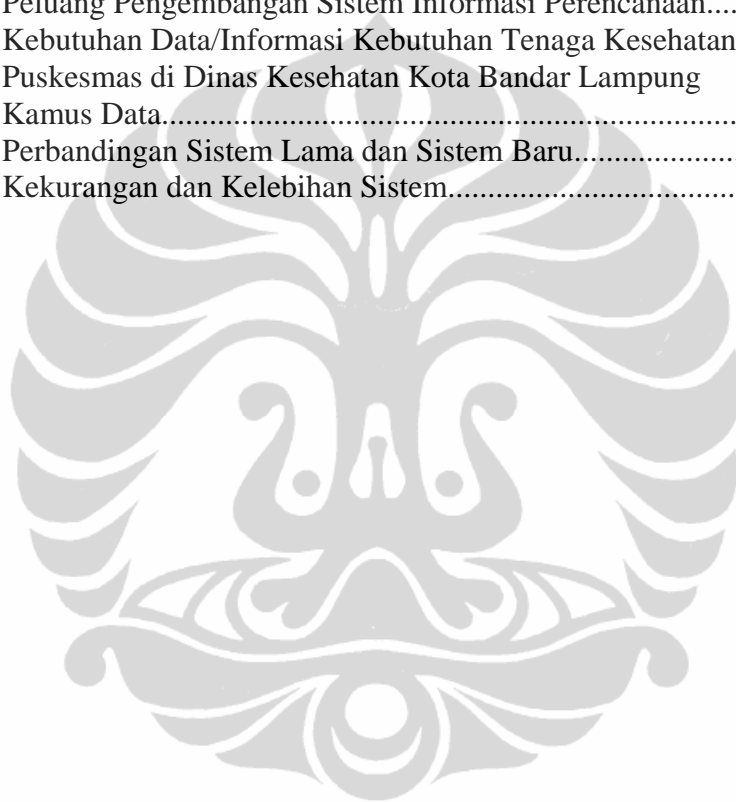 Peluang Pengembangan Sistem Informasi Perencanaan....
Kebutuhan Data/Informasi Kebutuhan Tenaga Kesehatan
Puskesmas di Dinas Kesehatan Kota Bandar Lampung
Kamus Data........................................................................
Perbandingan Sistem Lama dan Sistem Baru....................
Kekurangan dan Kelebihan Sistem....................................